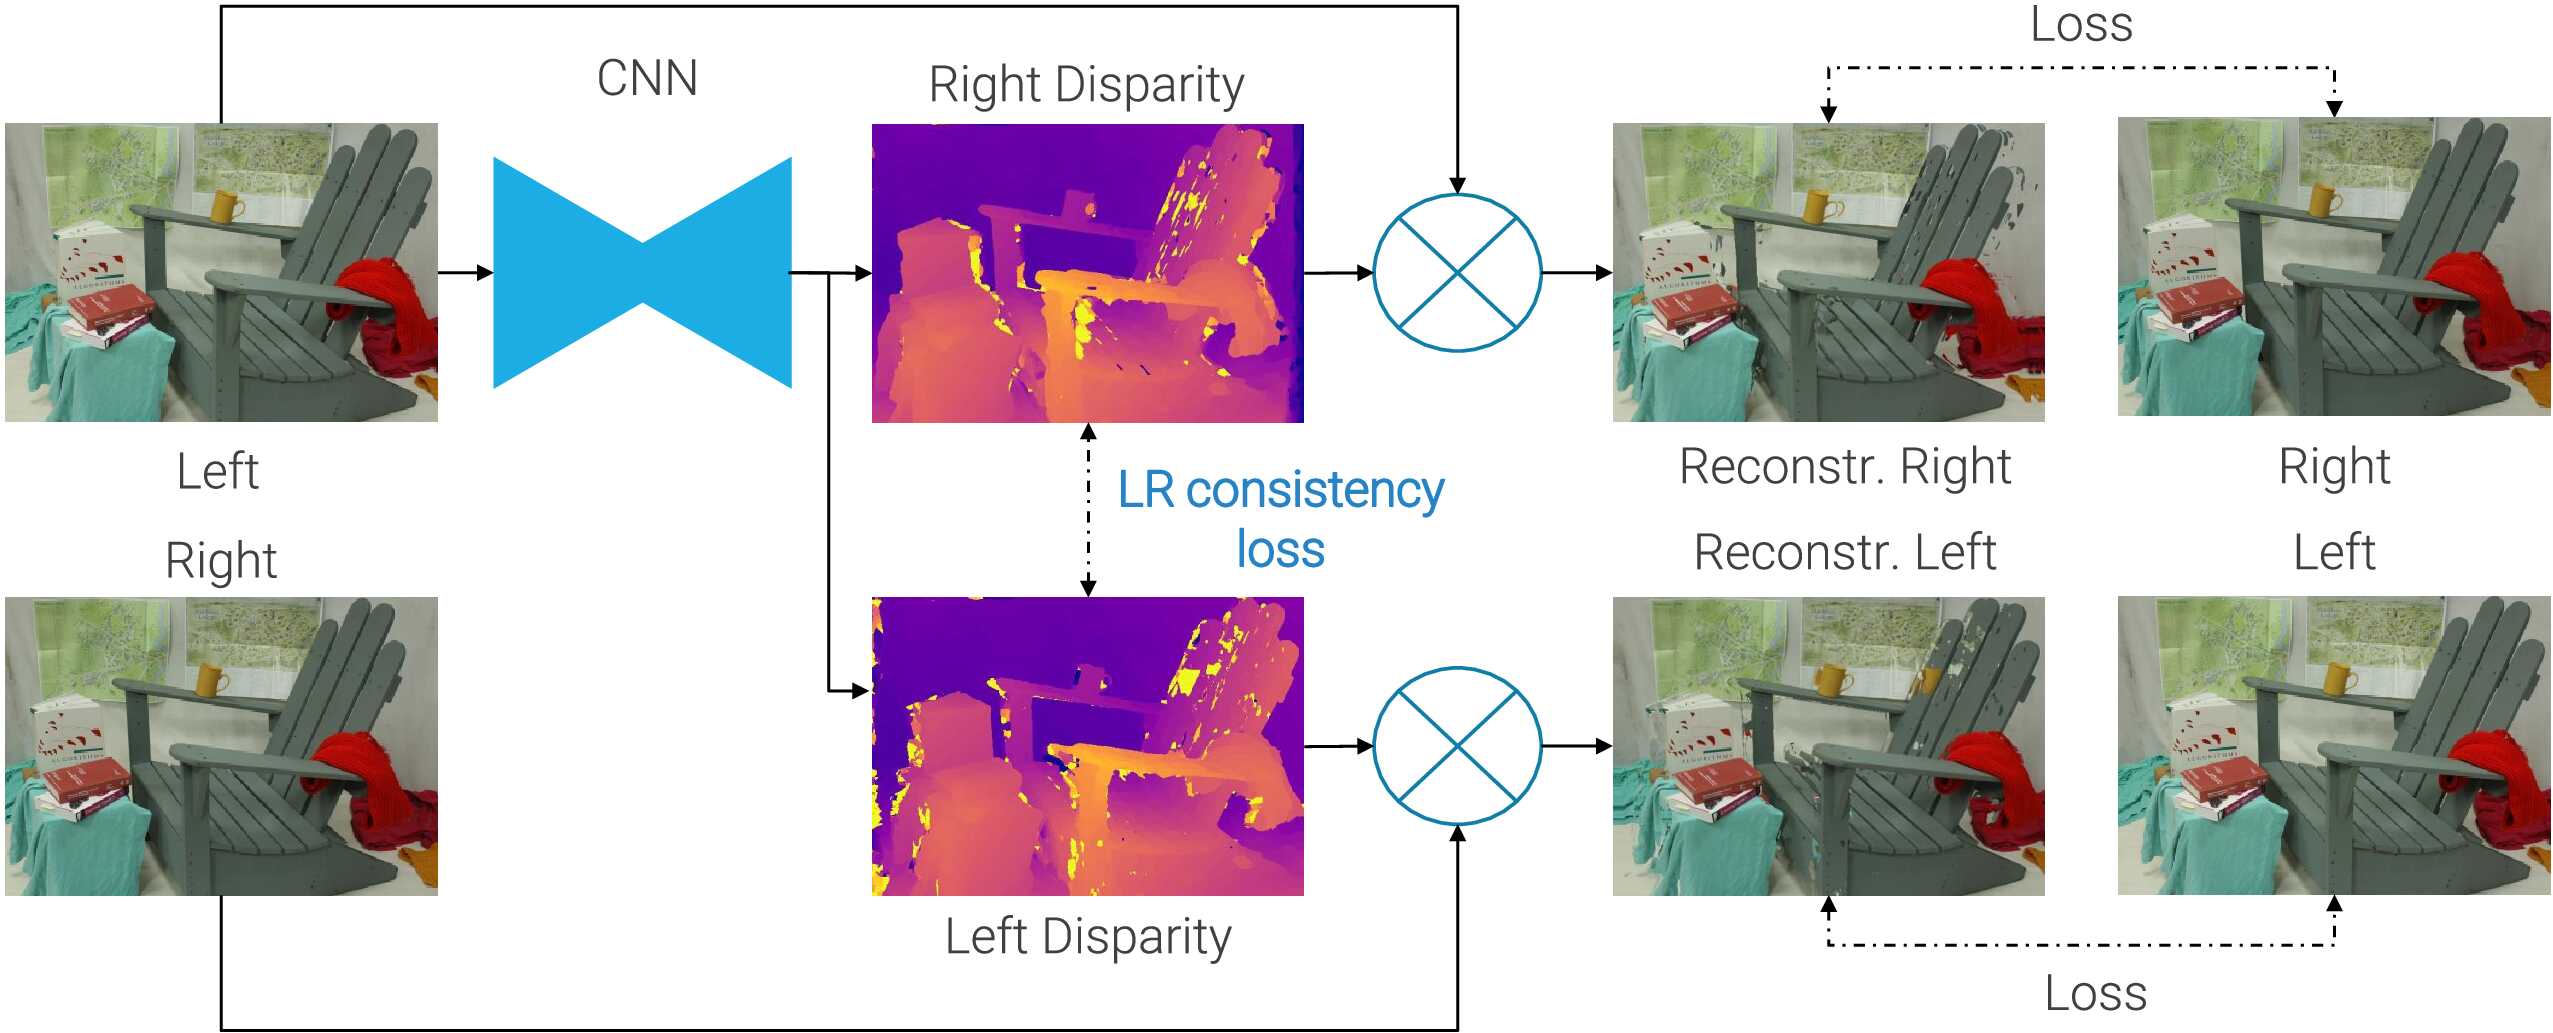 Loss
CNN
Right Disparity
Left
Reconstr. Right
Right
LR consistency
loss
Right
Reconstr. Left
Left
Left Disparity
Loss